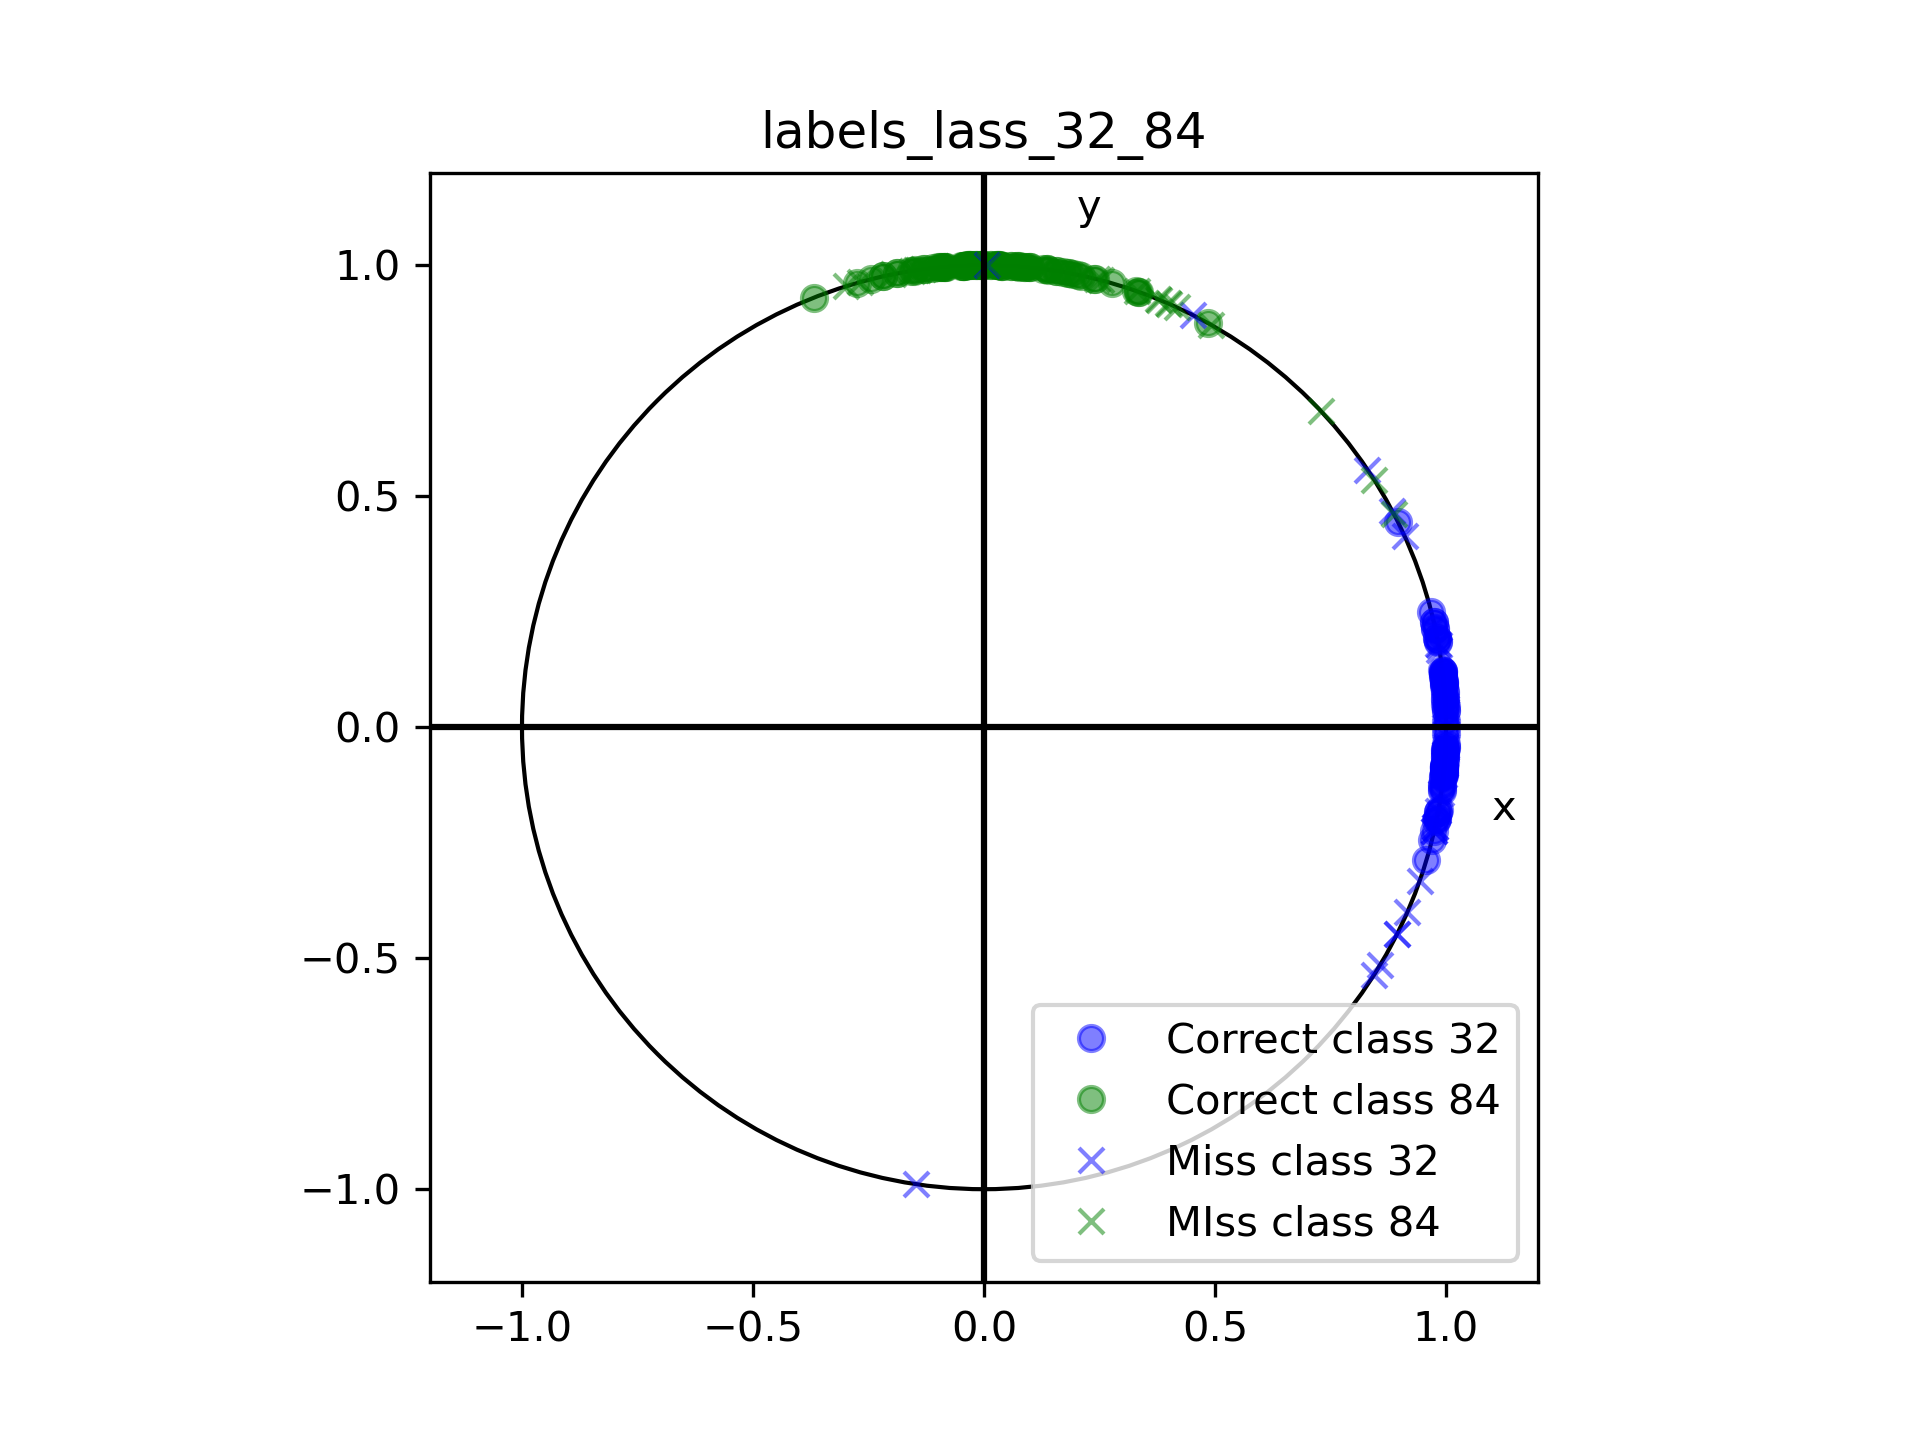 labels_lass_32_84
y
1.0
0.5
0.0
−0.5
−1.0
x
Correct class 32
Correct class 84
Miss class 32
MIss class 84
−1.0 −0.5 0.0 0.5 1.0